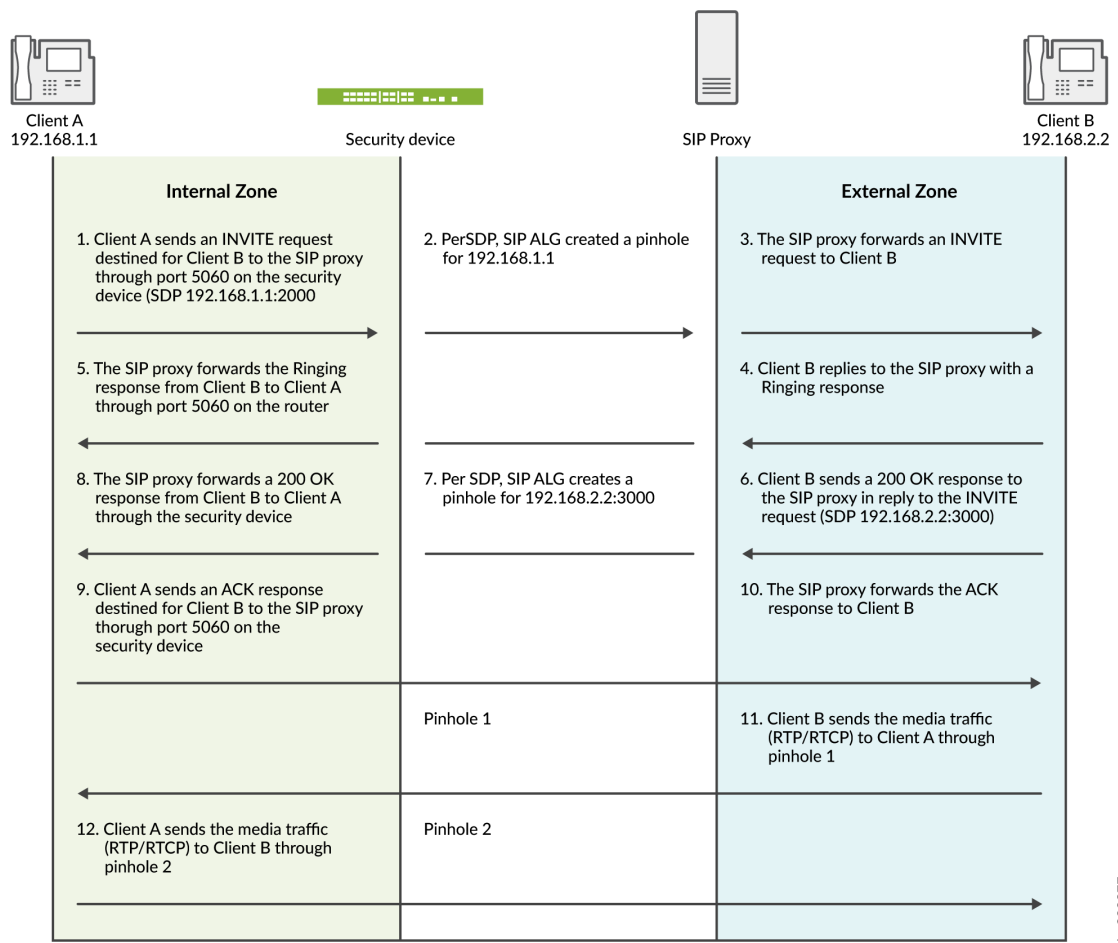 Client A
192.168.1.1
Security device
SIP Proxy
Client B
192.168.2.2
Internal Zone
External Zone
1. Client A sends an INVITE request
destined for Client B to the SIP proxy
through port 5060 on the security
device (SDP 192.168.1.1:2000
2. PerSDP, SIP ALG created a pinhole
for 192.168.1.1
3. The SIP proxy forwards an INVITE
request to Client B
5. The SIP proxy forwards the Ringing
response from Client B to Client A
through port 5060 on the router
4. Client B replies to the SIP proxy with a
Ringing response
8. The SIP proxy forwards a 200 OK
response from Client B to Client A
through the security device
7. Per SDP, SIP ALG creates a
pinhole for 192.168.2.2:3000
6. Client B sends a 200 OK response to
the SIP proxy in reply to the INVITE
request (SDP 192.168.2.2:3000)
9. Client A sends an ACK response
destined for Client B to the SIP proxy
thorugh port 5060 on the
security device
10. The SIP proxy forwards the ACK
response to Client B
Pinhole 1
11. Client B sends the media traffic
(RTP/RTCP) to Client A through
pinhole 1
12. Client A sends the media traffic
(RTP/RTCP) to Client B through
pinhole 2
Pinhole 2